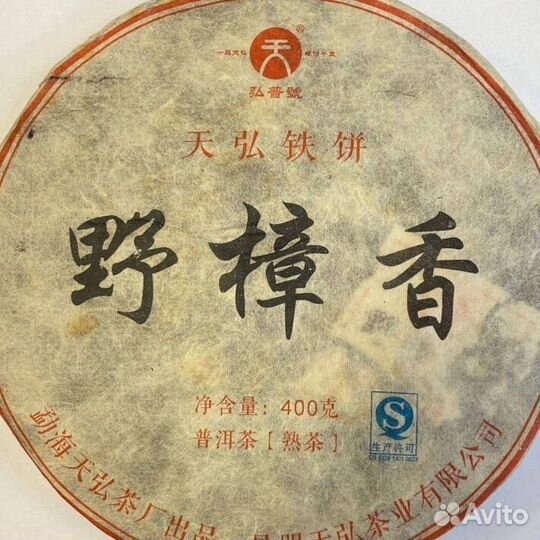 天
®
弘普號
天弘铁饼
野樟香
净含量：400克
普洱茶［熟茶］
生产许可
勐海天弘茶厂出品 昆明天弘茶业有限公司
Avito